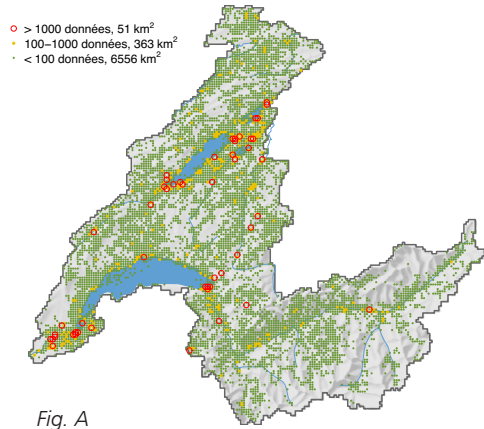 > 1000 données, 51 km²
100–1000 données, 363 km²
< 100 données, 6556 km²
Fig. A